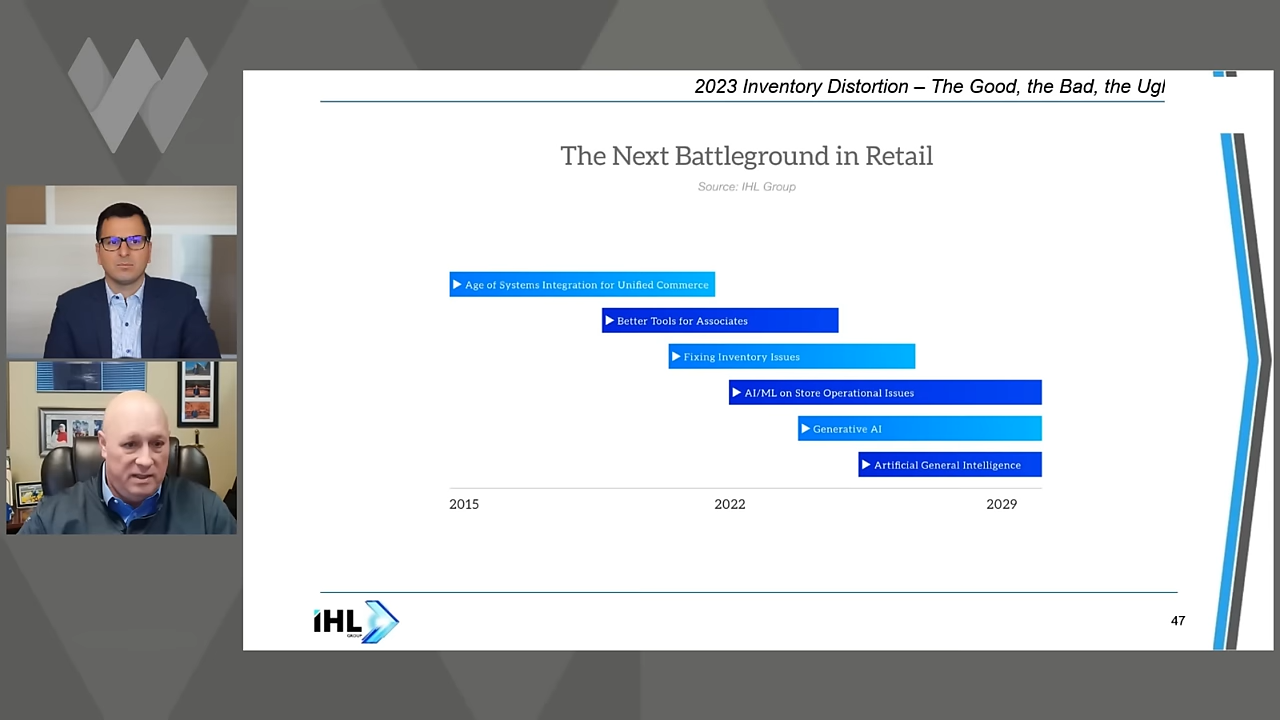 2023 Inventory Distortion – The Good, the Bad, the Ugl
The Next Battleground in Retail
Source: IHL Group
Age of Systems Integration for Unified Commerce
Better Tools for Associates
Fixing Inventory Issues
AI/ML on Store Operational Issues
Generative AI
Artificial General Intelligence
2015 2022 2029
IHL
GROUP
47